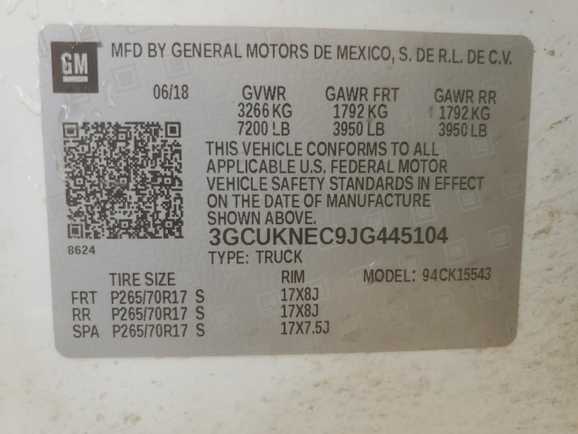 GM
MFD BY GENERAL MOTORS DE MEXICO, S. DE R.L. DE C.V.
06/18 GVWR GAWR FRT GAWR RR
3266 KG 1792 KG 1792 KG
7200 LB 3950 LB 3950 LB
THIS VEHICLE CONFORMS TO ALL
APPLICABLE U.S. FEDERAL MOTOR
VEHICLE SAFETY STANDARDS IN EFFECT
ON THE DATE OF MANUFACTURE
SHOWN ABOVE.
8624
3GCUKNEC9JG445104
TYPE: TRUCK
TIRE SIZE RIM MODEL: 94CK15543
FRT P265/70R17 S 17X8J
RR P265/70R17 S 17X8J
SPA P265/70R17 S 17X7.5J